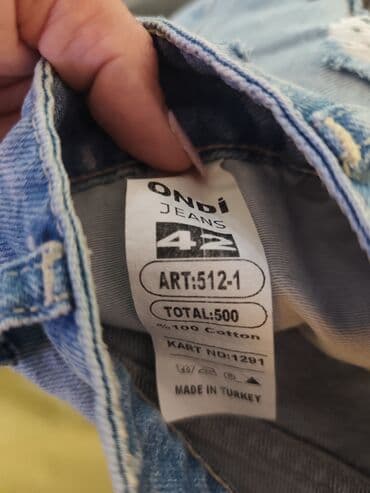 ONDİ
JEANS
42
ART:512-1
TOTAL:500
%100 Cotton
KART NO:1291
MADE IN TURKEY